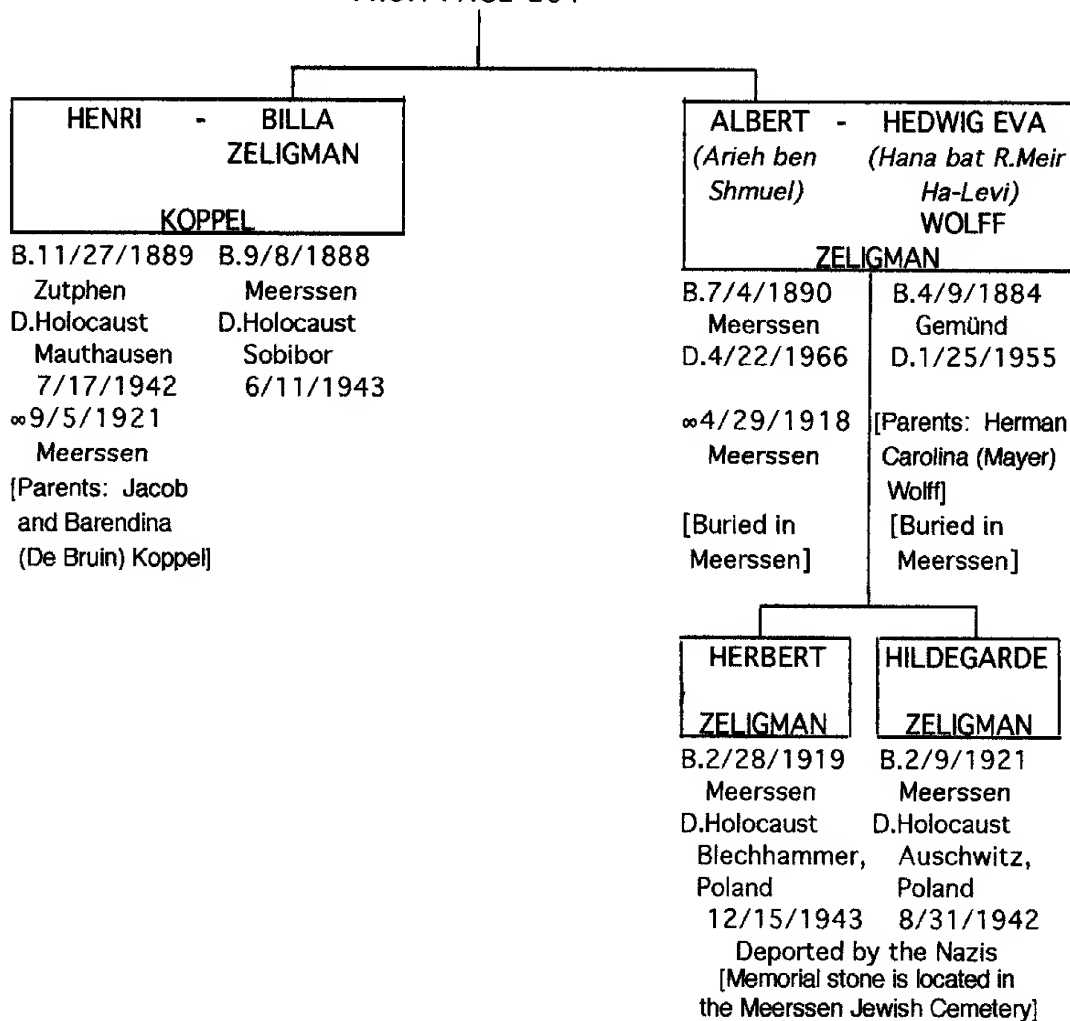 HENRI - BILLA
ZELIGMAN
KOPPEL
B.11/27/1889 B.9/8/1888
Zutphen Meerssen
D.Holocaust D.Holocaust
Mauthausen Sobibor
7/17/1942 6/11/1943
∞9/5/1921
Meerssen
[Parents: Jacob
and Barendina
(De Bruin) Koppel]
ALBERT - HEDWIG EVA
(Arieh ben (Hana bat R.Meir
Shmuel) Ha-Levi)
WOLFF
ZELIGMAN
B.7/4/1890 B.4/9/1884
Meerssen Gemünd
D.4/22/1966 D.1/25/1955
∞4/29/1918 [Parents: Herman
Meerssen Carolina (Mayer)
Wolff]
[Buried in [Buried in
Meerssen] Meerssen]
HERBERT HILDEGARDE
ZELIGMAN ZELIGMAN
B.2/28/1919 B.2/9/1921
Meerssen Meerssen
D.Holocaust D.Holocaust
Blechhammer, Auschwitz,
Poland Poland
12/15/1943 8/31/1942
Deported by the Nazis
[Memorial stone is located in
the Meerssen Jewish Cemetery]